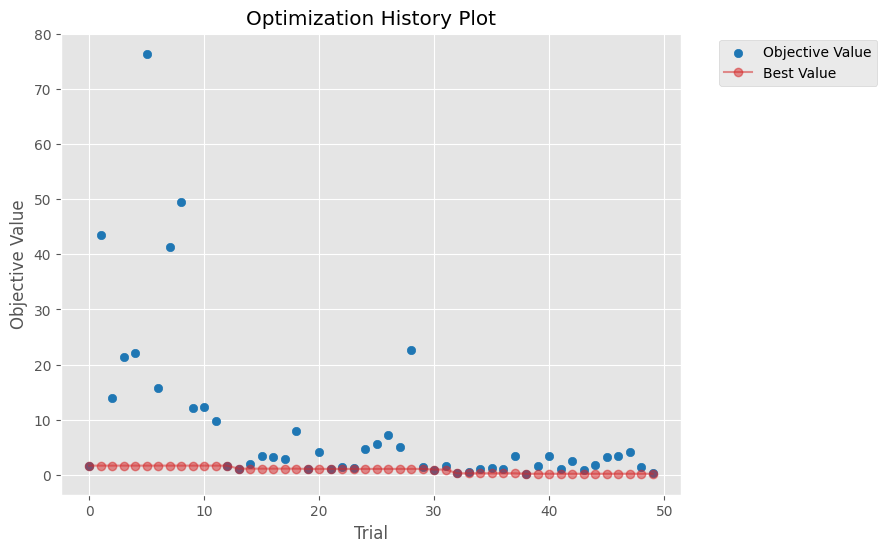 Optimization History Plot
Objective Value
Best Value
Objective Value
80
70
60
50
40
30
20
10
0
0 10 20 30 40 50
Trial